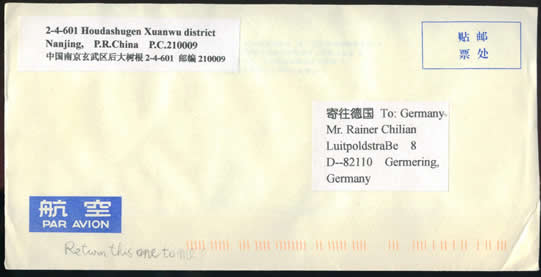 2-4-601 Houdashugen Xuanwu district
Nanjing, P.R.China P.C.210009
中国南京玄武区后大树根 2-4-601 邮编 210009
贴 邮
票 处
寄往德国 To: Germany
Mr. Rainer Chilian
LuitpoldstraBe 8
D--82110 Germering,
Germany
航 空
PAR AVION
Return this one to me!